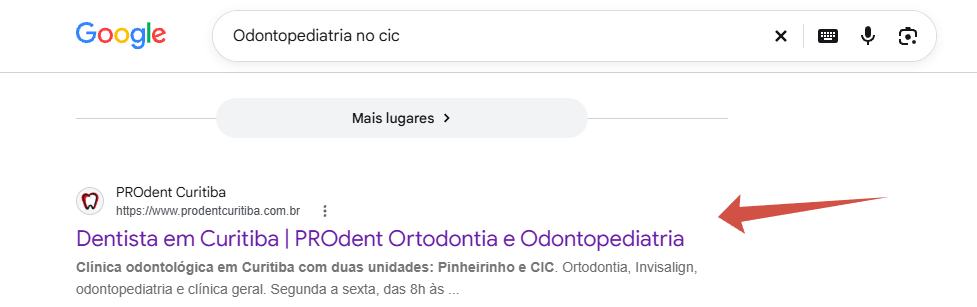 Google
Odontopediatria no cic
Mais lugares
PROdent Curitiba
https://www.prodentcuritiba.com.br
Dentista em Curitiba | PROdent Ortodontia e Odontopediatria
Clínica odontológica em Curitiba com duas unidades: Pinheirinho e CIC. Ortodontia, Invisalign,
odontopediatria e clínica geral. Segunda a sexta, das 8h às ...